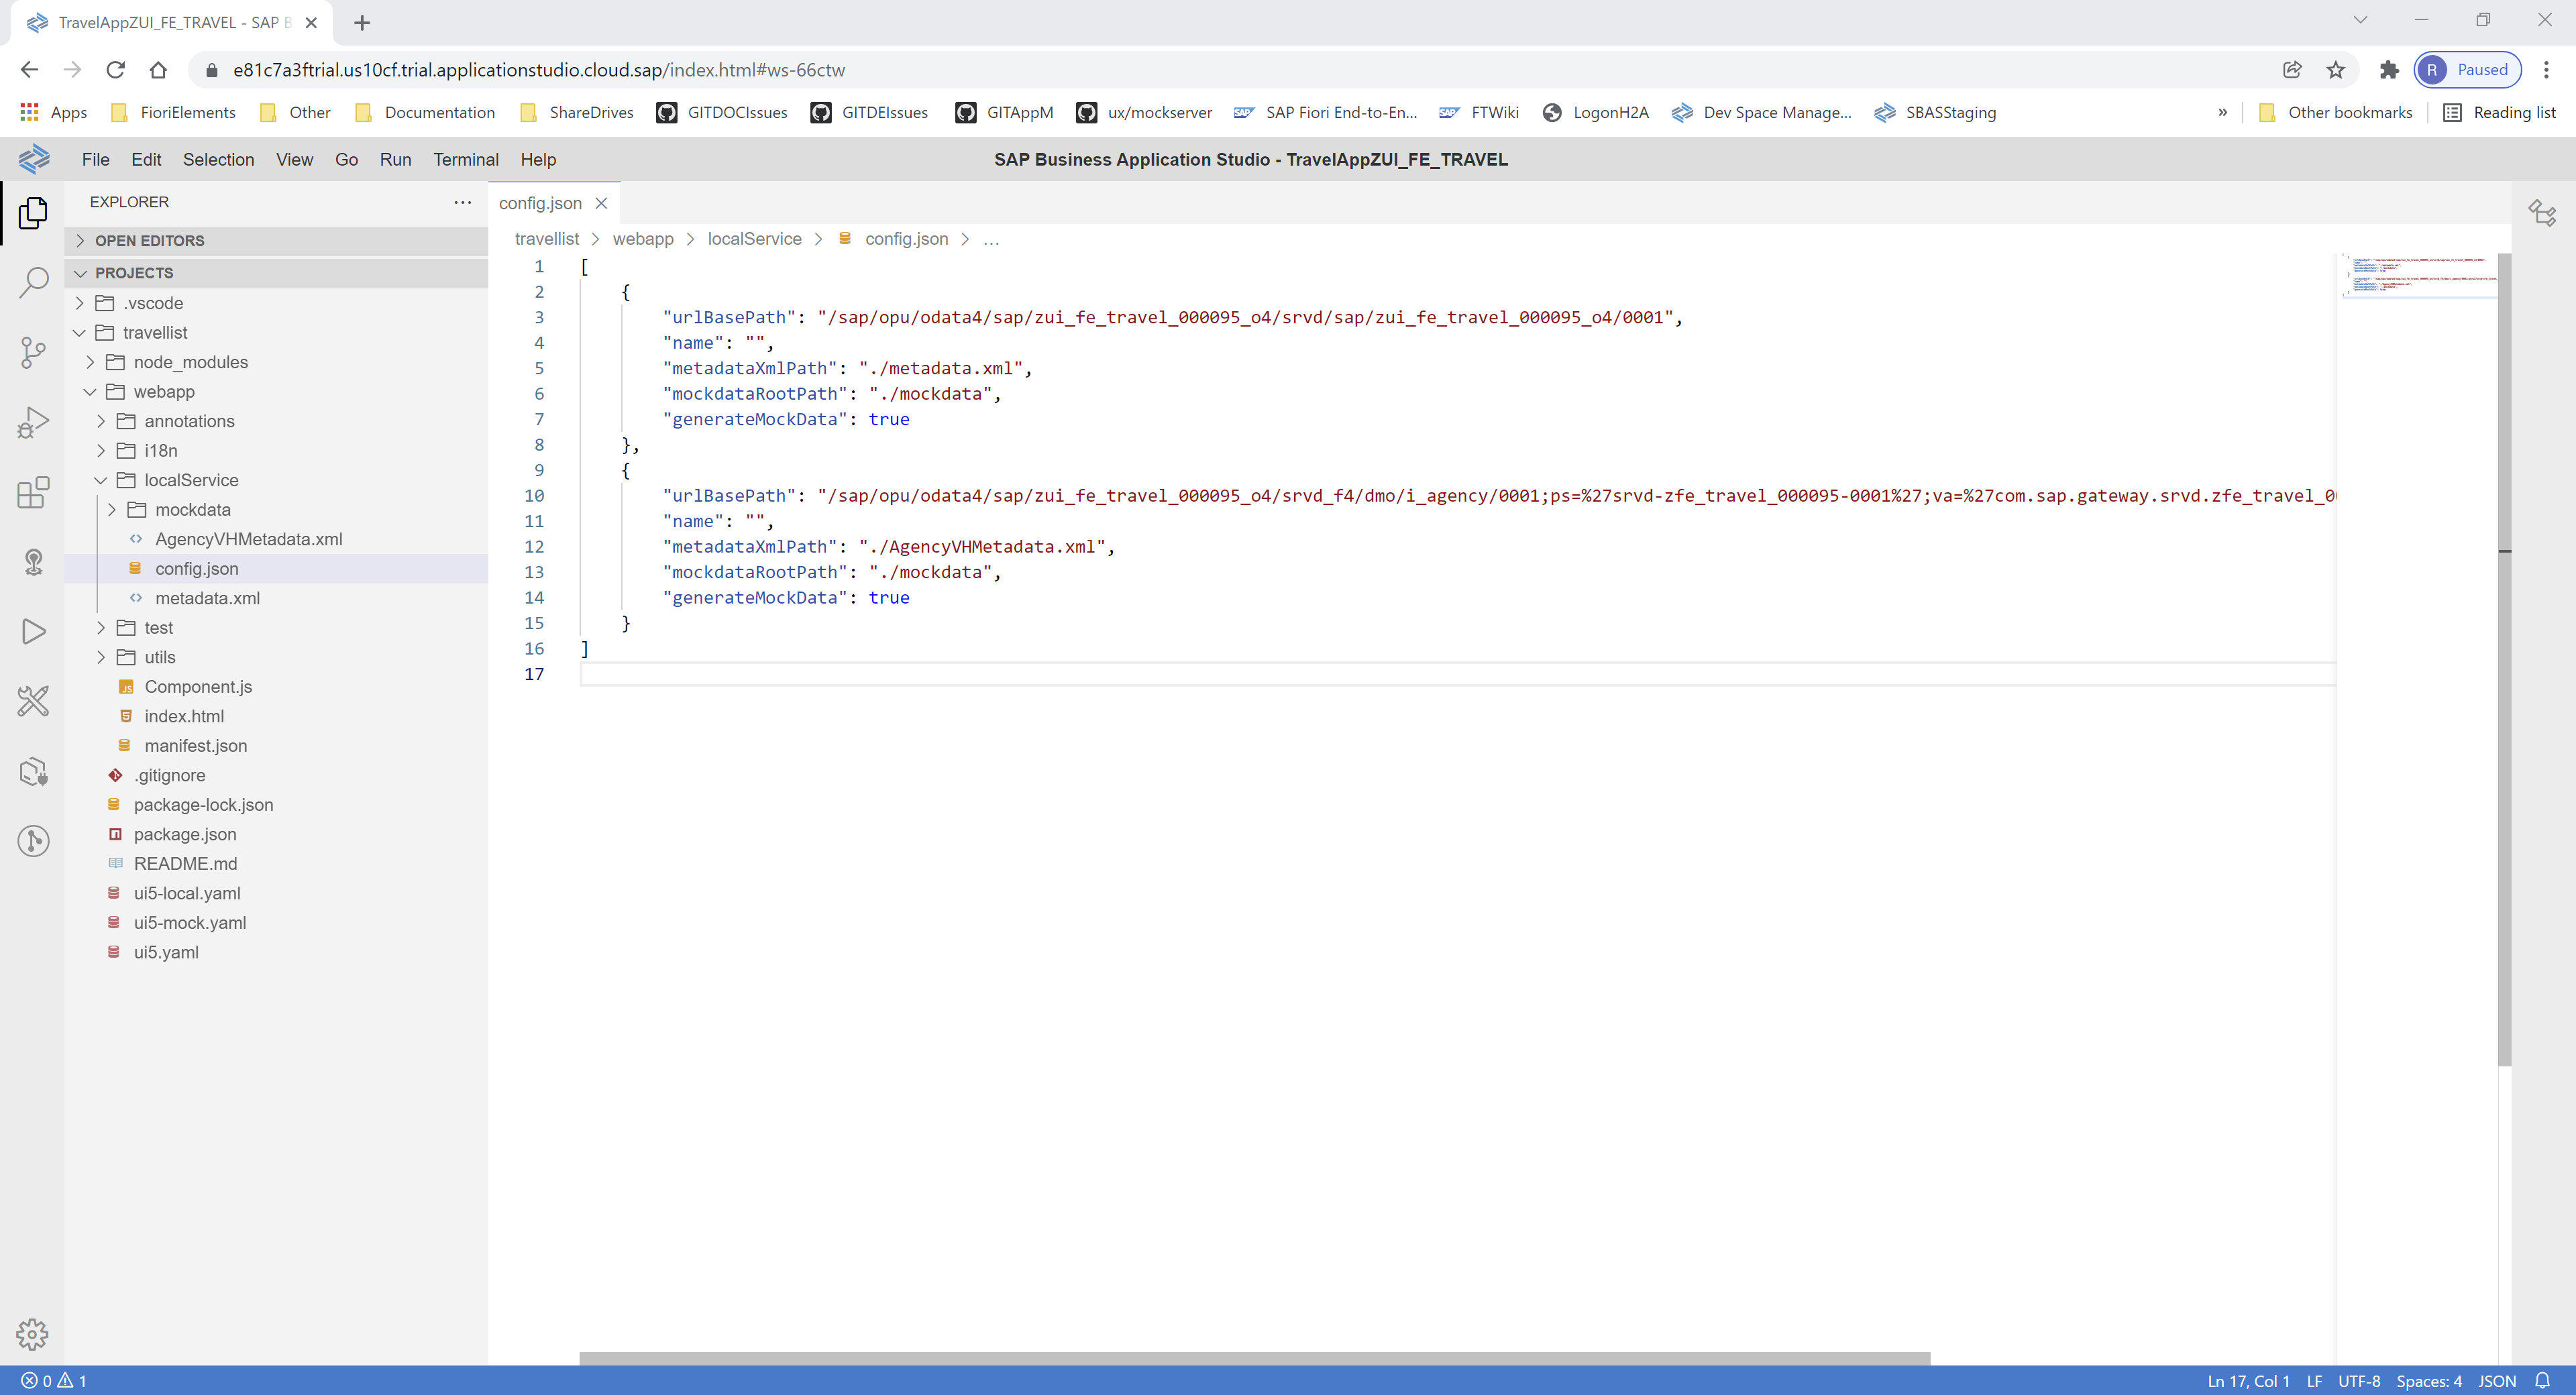 TravelAppZUI_FE_TRAVEL - SAP B
e81c7a3ftrial.us10cf.trial.applicationstudio.cloud.sap/index.html#ws-66ctw
R Paused
Apps FioriElements Other Documentation ShareDrives GITDOCIssues GITDEIssues GITAppM ux/mockserver SAP Fiori End-to-En... FTWiki LogonH2A Dev Space Manage... SBASStaging » Other bookmarks Reading list
File Edit Selection View Go Run Terminal Help SAP Business Application Studio - TravelAppZUI_FE_TRAVEL
EXPLORER ...
OPEN EDITORS
PROJECTS
.vscode
travellist
node_modules
webapp
annotations
i18n
localService
mockdata
AgencyVHMetadata.xml
config.json
metadata.xml
test
utils
Component.js
index.html
manifest.json
.gitignore
package-lock.json
package.json
README.md
ui5-local.yaml
ui5-mock.yaml
ui5.yaml
config.json
travellist > webapp > localService > config.json > ...
1 [
2 {
3 "urlBasePath": "/sap/opu/odata4/sap/zui_fe_travel_000095_o4/srvd/sap/zui_fe_travel_000095_o4/0001",
4 "name": "",
5 "metadataXmlPath": "./metadata.xml",
6 "mockdataRootPath": "./mockdata",
7 "generateMockData": true
8 },
9 {
10 "urlBasePath": "/sap/opu/odata4/sap/zui_fe_travel_000095_o4/srvd_f4/dmo/i_agency/0001;ps=%27srvd-zfe_travel_000095-0001%27;va=%27com.sap.gateway.srvd.zfe_travel_0
11 "name": "",
12 "metadataXmlPath": "./AgencyVHMetadata.xml",
13 "mockdataRootPath": "./mockdata",
14 "generateMockData": true
15 }
16 ]
17
0 1
Ln 17, Col 1 LF UTF-8 Spaces: 4 JSON